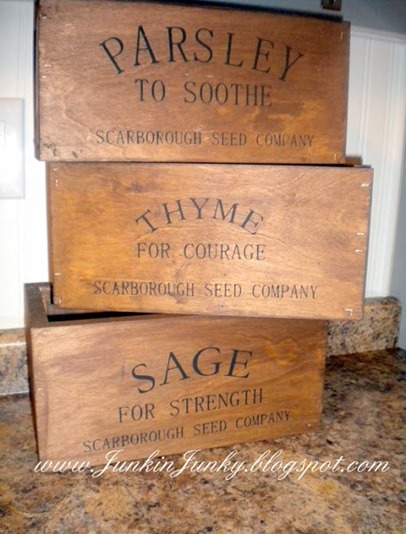 PARSLEY
TO SOOTHE
SCARBOROUGH SEED COMPANY
THYME
FOR COURAGE
SCARBOROUGH SEED COMPANY
SAGE
FOR STRENGTH
SCARBOROUGH SEED COMPANY
www.JunkinJunky.blogspot.com